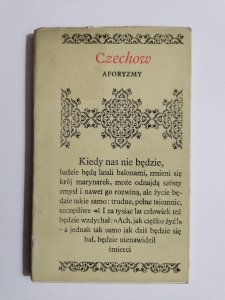 Czechow
AFORYZMY
Kiedy nas nie będzie,
ludzie będą latali balonami, zmieni się
krój marynarek, może odnajdą szósty
zmysł i nawet go rozwiną, ale życie bę-
dzie takie samo: trudne, pełne tajemnic,
szczęśliwe I za tysiąc lat człowiek też
będzie wzdychał: «Ach, jak ciężko żyć!»
– a jednak tak samo jak dziś będzie się
bał, będzie nienawidził
śmierci